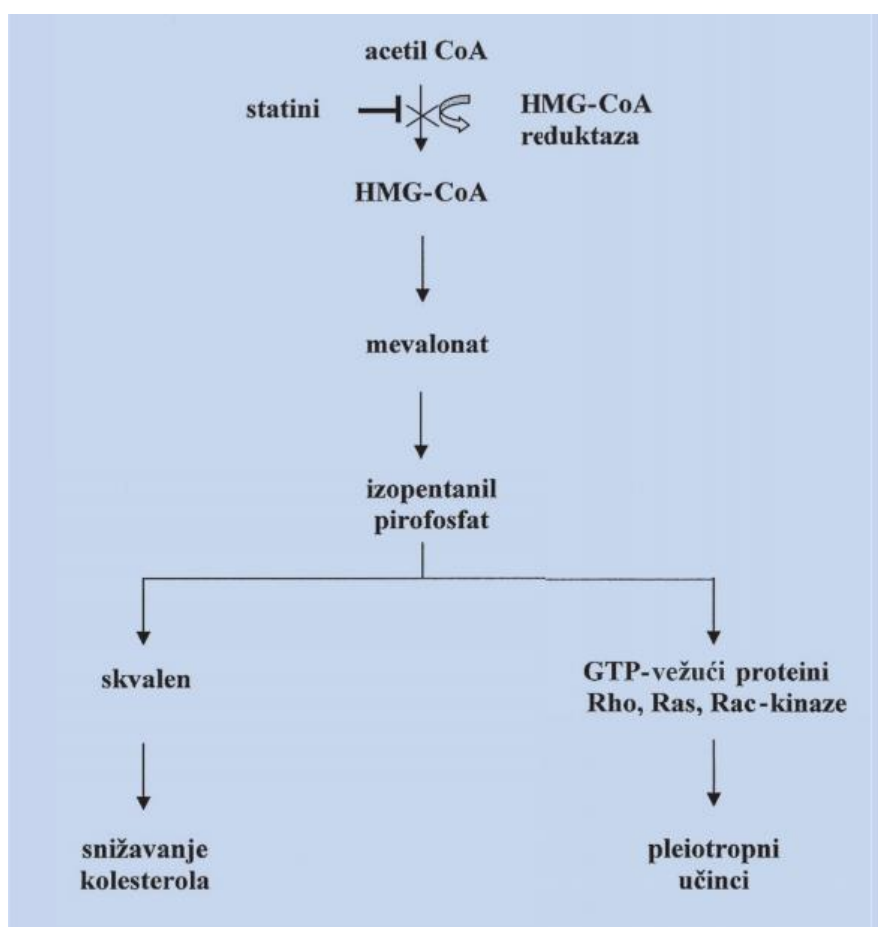 acetil CoA
statini
HMG-CoA
reduktaza
HMG-CoA
mevalonat
izopentanil
pirofosfat
skvalen
GTP-vežući proteini
Rho, Ras, Rac-kinaze
snižavanje
kolesterola
pleiotropni
učinci